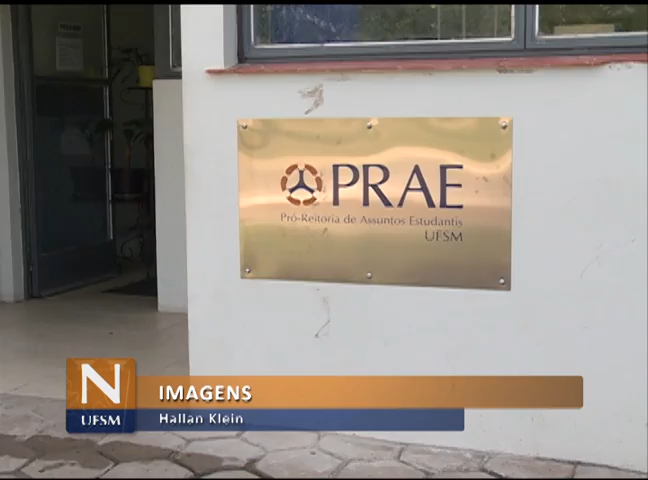 PRAE
Pró-Reitoria de Assuntos Estudantis
UFSM
N
UFSM
IMAGENS
Hallan Klein